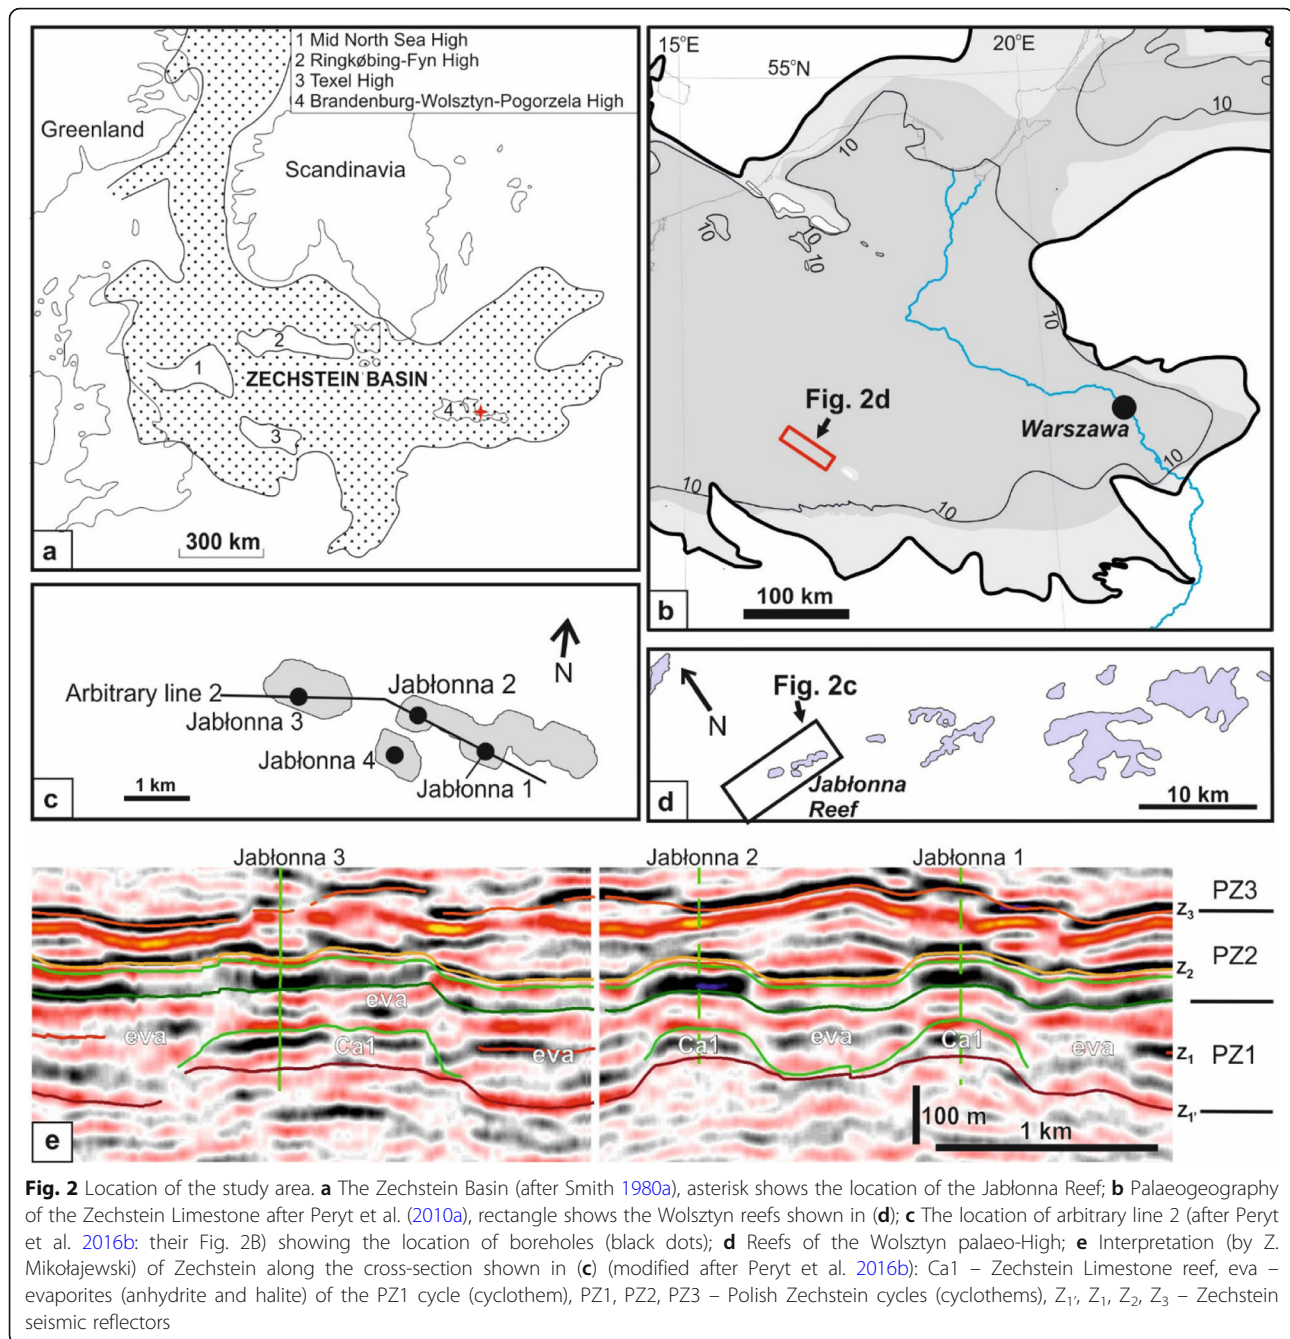 1 Mid North Sea High
2 Ringkøbing-Fyn High
3 Texel High
4 Brandenburg-Wolsztyn-Pogorzela High
Greenland
Scandinavia
2
1
ZECHSTEIN BASIN
4
3
300 km
a
15°E
20°E
55°N
10
10
10
10
10
10
Fig. 2d
Warszawa
10
10
10
100 km
b
Arbitrary line 2
Jabłonna 2
N
Jabłonna 3
Jabłonna 4
Jabłonna 1
1 km
c
Fig. 2c
N
Jabłonna
Reef
10 km
d
Jabłonna 3
Jabłonna 2
Jabłonna 1
PZ3
Z3
PZ2
Z2
eva
eva
Ca1
eva
Ca1
eva
Ca1
eva
Z1
PZ1
Z1'
100 m
1 km
e
Fig. 2 Location of the study area. a The Zechstein Basin (after Smith 1980a), asterisk shows the location of the Jabłonna Reef; b Palaeogeography
of the Zechstein Limestone after Peryt et al. (2010a), rectangle shows the Wolsztyn reefs shown in (d); c The location of arbitrary line 2 (after Peryt
et al. 2016b: their Fig. 2B) showing the location of boreholes (black dots); d Reefs of the Wolsztyn palaeo-High; e Interpretation (by Z.
Mikołajewski) of Zechstein along the cross-section shown in (c) (modified after Peryt et al. 2016b): Ca1 – Zechstein Limestone reef, eva –
evaporites (anhydrite and halite) of the PZ1 cycle (cyclothem), PZ1, PZ2, PZ3 – Polish Zechstein cycles (cyclothems), Z1', Z1, Z2, Z3 – Zechstein
seismic reflectors